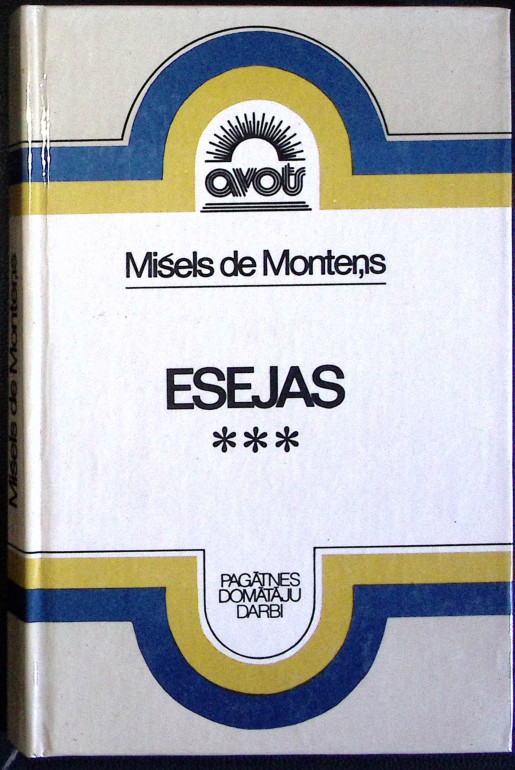 avots
Mišels de Monteņs
ESEJAS
***
PAGĀTNES
DOMĀTĀJU
DARBI
Mišels de Monteņs